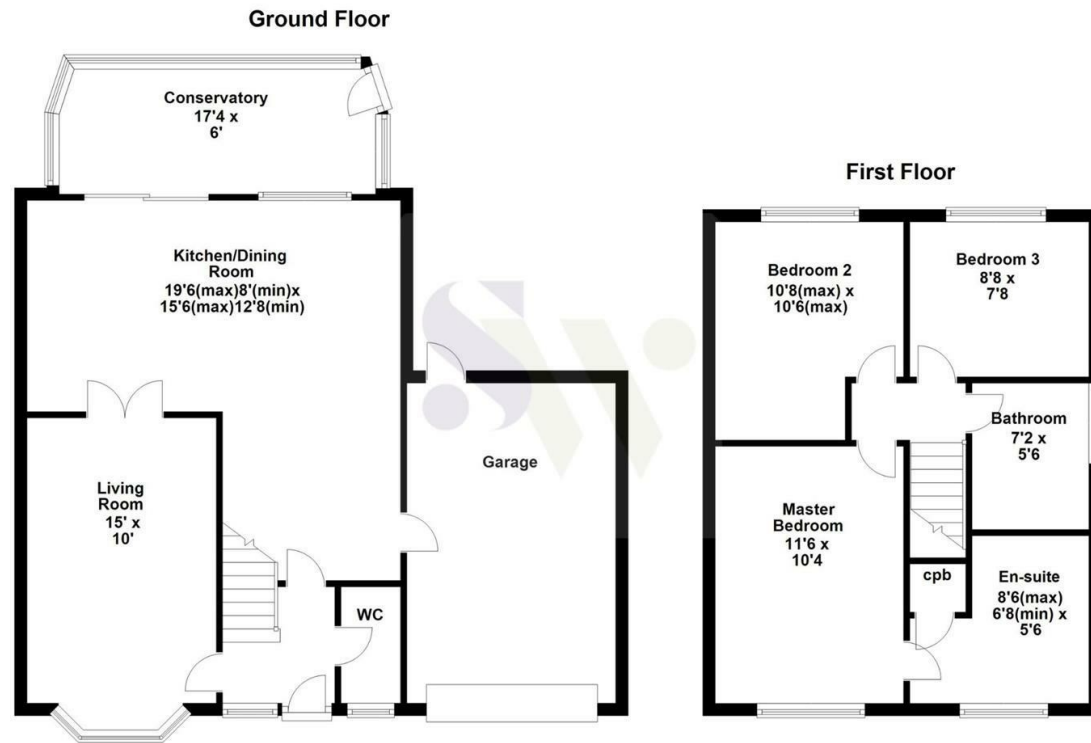 Ground Floor
Conservatory
17'4 x
6'
Kitchen/Dining
Room
19'6(max)8'(min)x
15'6(max)12'8(min)
Living
Room
15' x
10'
WC
Garage
First Floor
Bedroom 2
10'8(max) x
10'6(max)
Bedroom 3
8'8 x
7'8
Bathroom
7'2 x
5'6
Master
Bedroom
11'6 x
10'4
cpb
En-suite
8'6(max)
6'8(min) x
5'6
SW